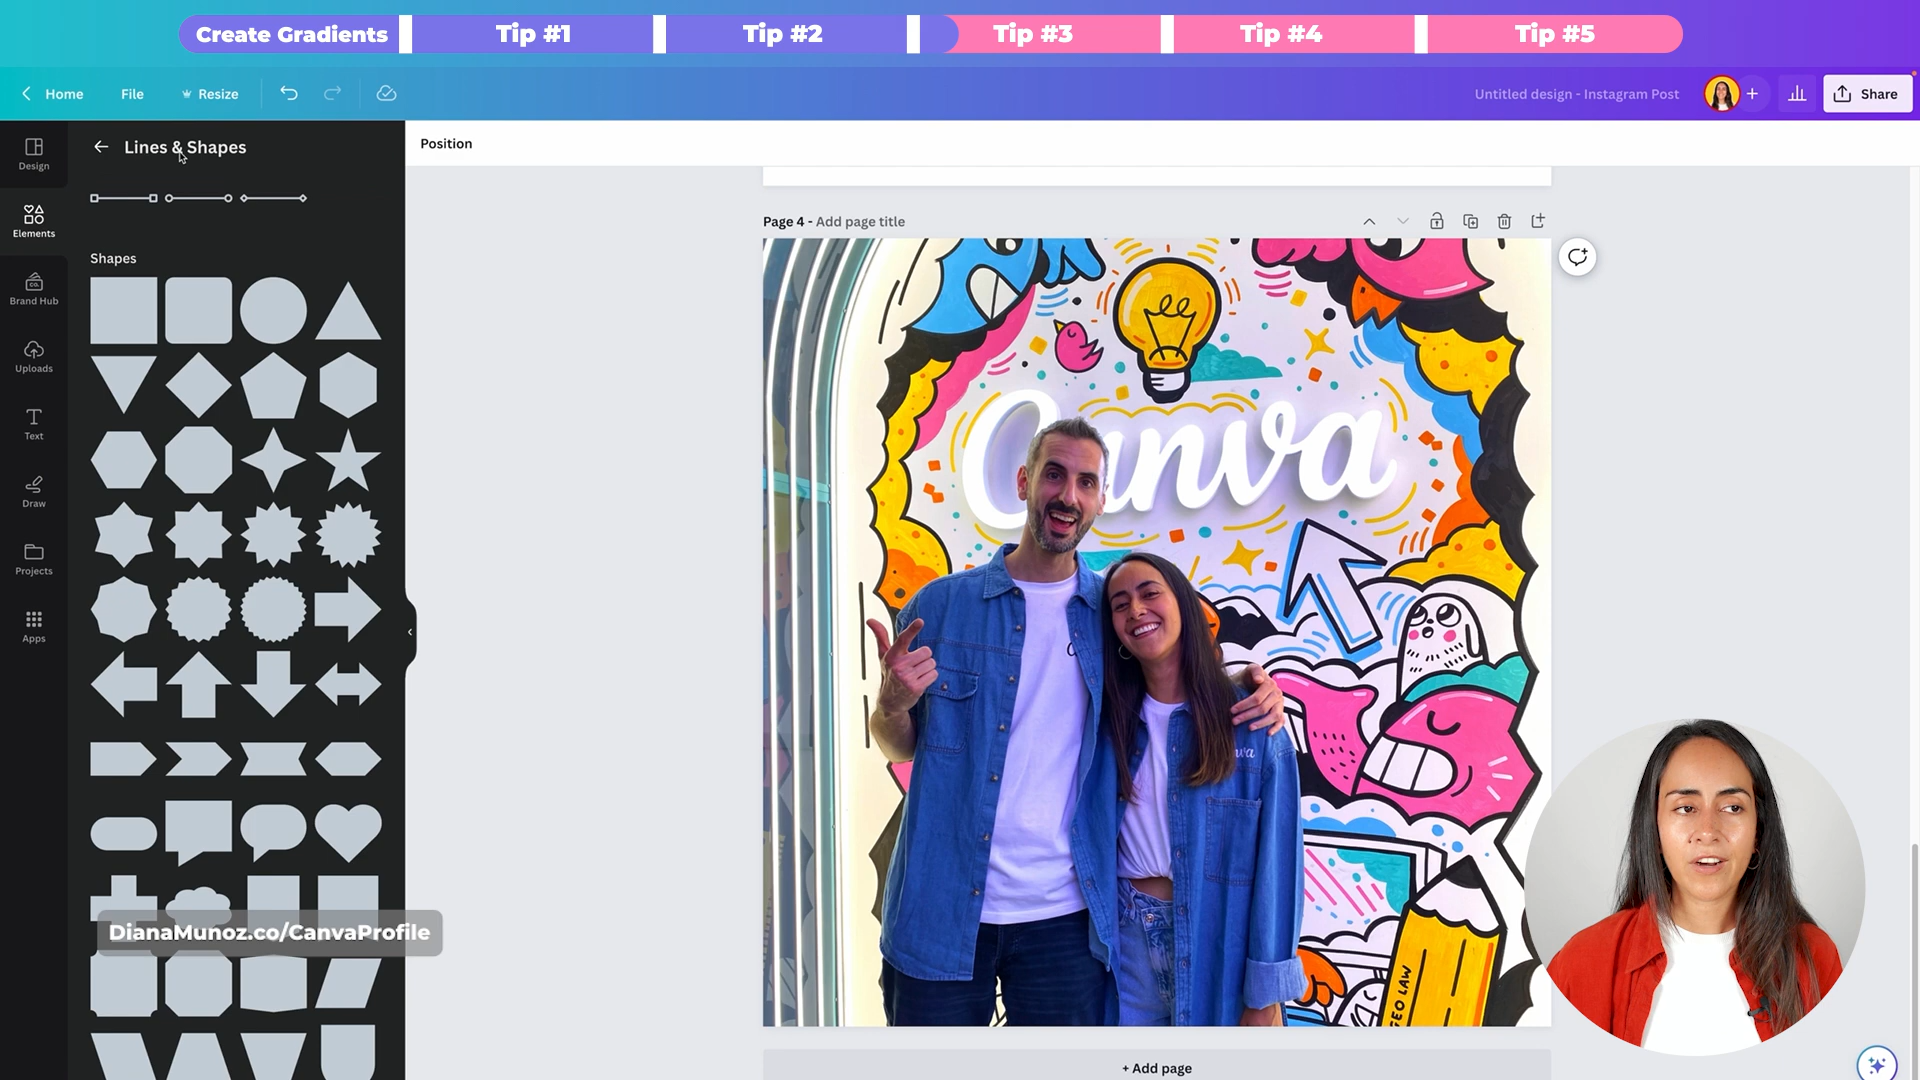 Create Gradients
Tip #1
Tip #2
Tip #3
Tip #4
Tip #5
Home
File
Resize
Untitled design - Instagram Post
Share
Design
Elements
Brand Hub
Uploads
Text
Draw
Projects
Apps
Lines & Shapes
Shapes
Position
Page 4 - Add page title
Canva
GEO LAW
+ Add page
DianaMunoz.co/CanvaProfile